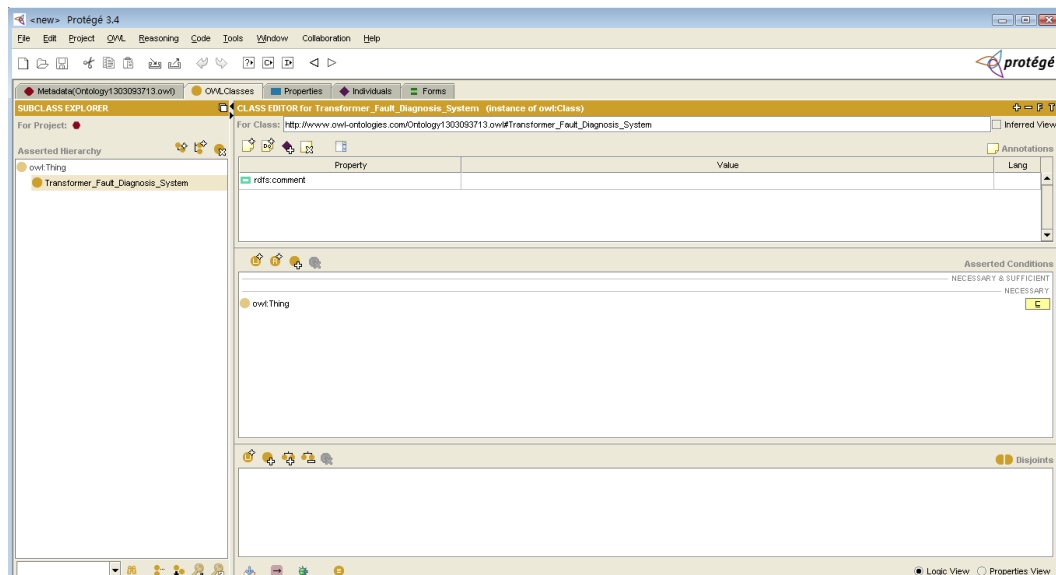 <new> Protégé 3.4
File Edit Project OWL Reasoning Code Tools Window Collaboration Help
protégé
Metadata(Ontology1303093713.owl) OWLClasses Properties Individuals Forms
SUBCLASS EXPLORER
CLASS EDITOR for Transformer_Fault_Diagnosis_System (instance of owl:Class)
For Project:
For Class: http://www.owl-ontologies.com/Ontology1303093713.owl#Transformer_Fault_Diagnosis_System
Inferred View
Asserted Hierarchy
Annotations
owl:Thing
Property Value Lang
Transformer_Fault_Diagnosis_System
rdfs:comment
Asserted Conditions
NECESSARY & SUFFICIENT
NECESSARY
owl:Thing
Disjoints
Logic View Properties View